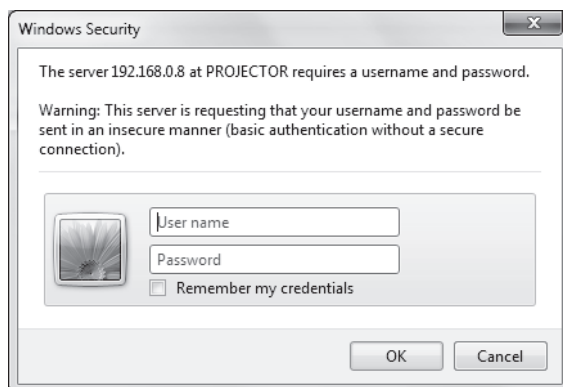 Windows Security
The server 192.168.0.8 at PROJECTOR requires a username and password.
Warning: This server is requesting that your username and password be
sent in an insecure manner (basic authentication without a secure
connection).
User name
Password
Remember my credentials
OK
Cancel